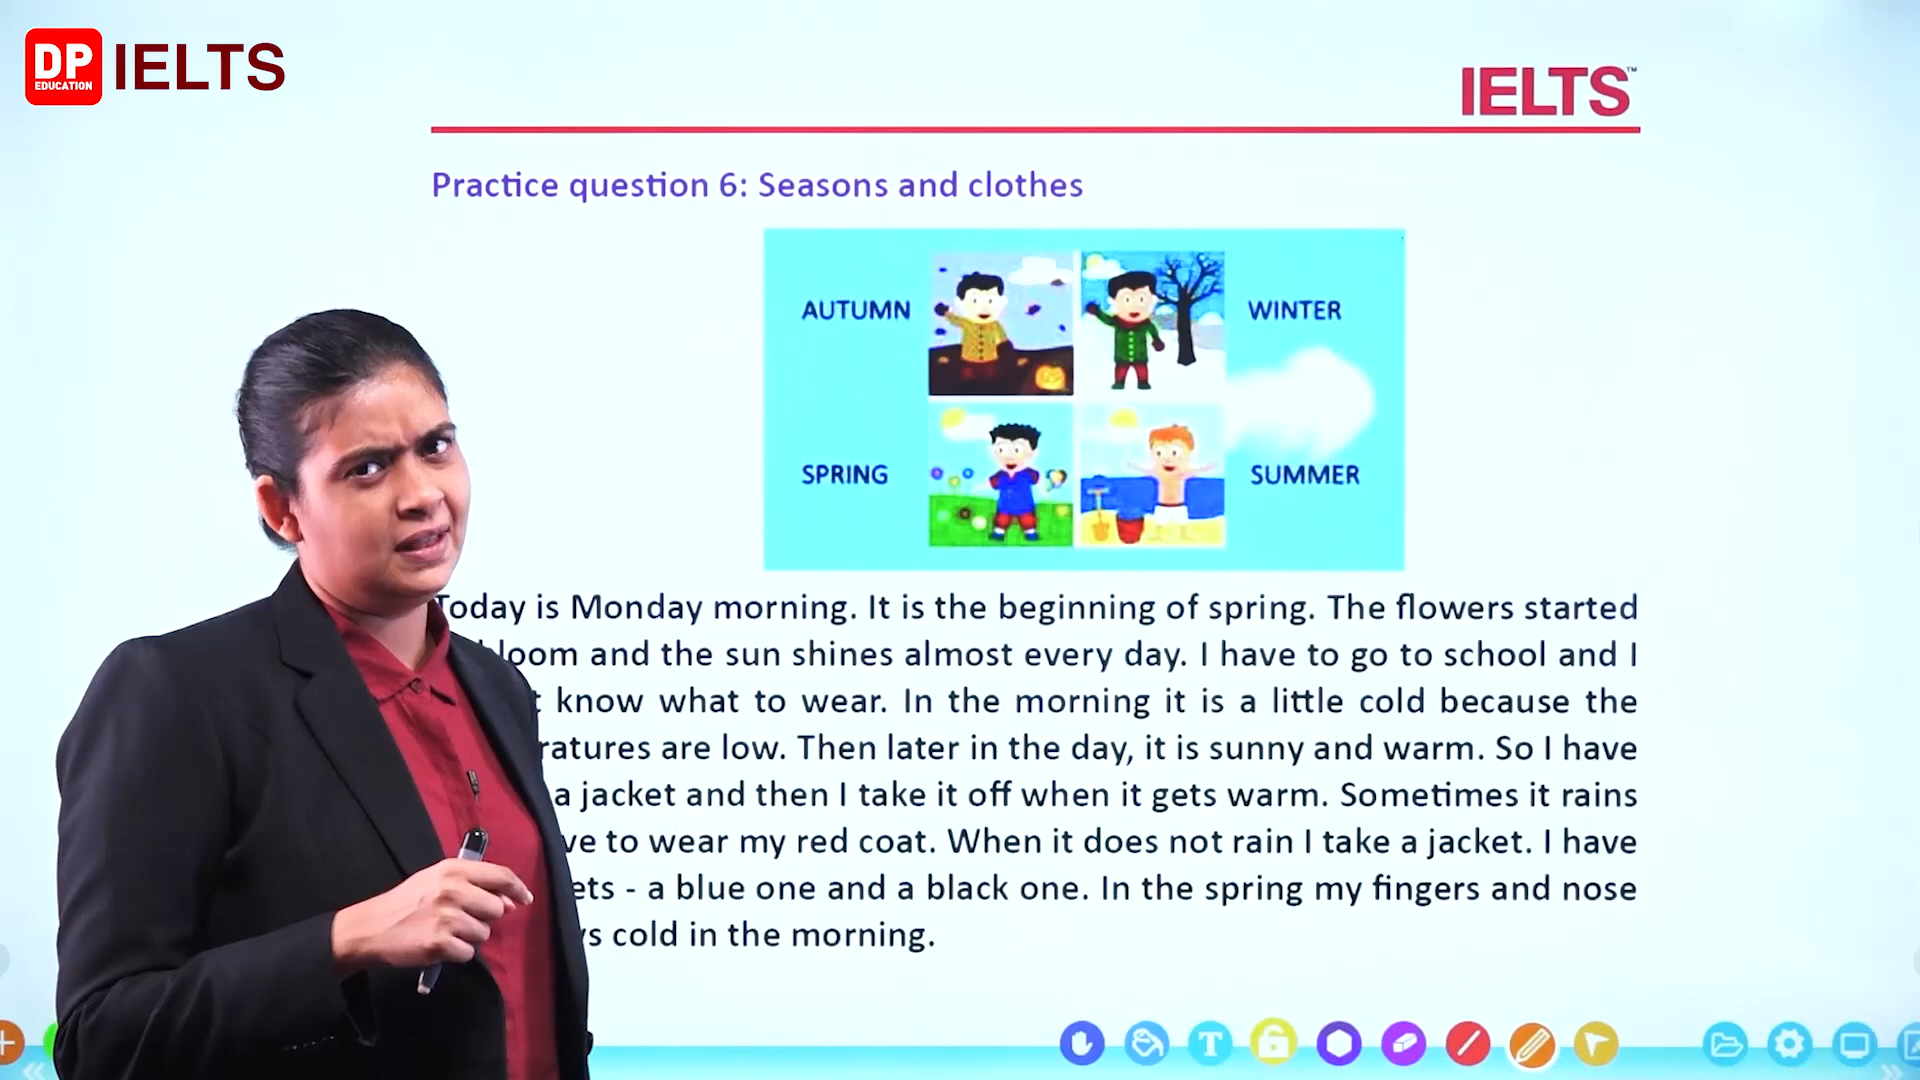 DP
EDUCATION
IELTS
IELTS™
Practice question 6: Seasons and clothes
AUTUMN
WINTER
SPRING
SUMMER
Today is Monday morning. It is the beginning of spring. The flowers started
and the sun shines almost every day. I have to go to school and I
know what to wear. In the morning it is a little cold because the
are low. Then later in the day, it is sunny and warm. So I have
a jacket and then I take it off when it gets warm. Sometimes it rains
to wear my red coat. When it does not rain I take a jacket. I have
- a blue one and a black one. In the spring my fingers and nose
cold in the morning.
T